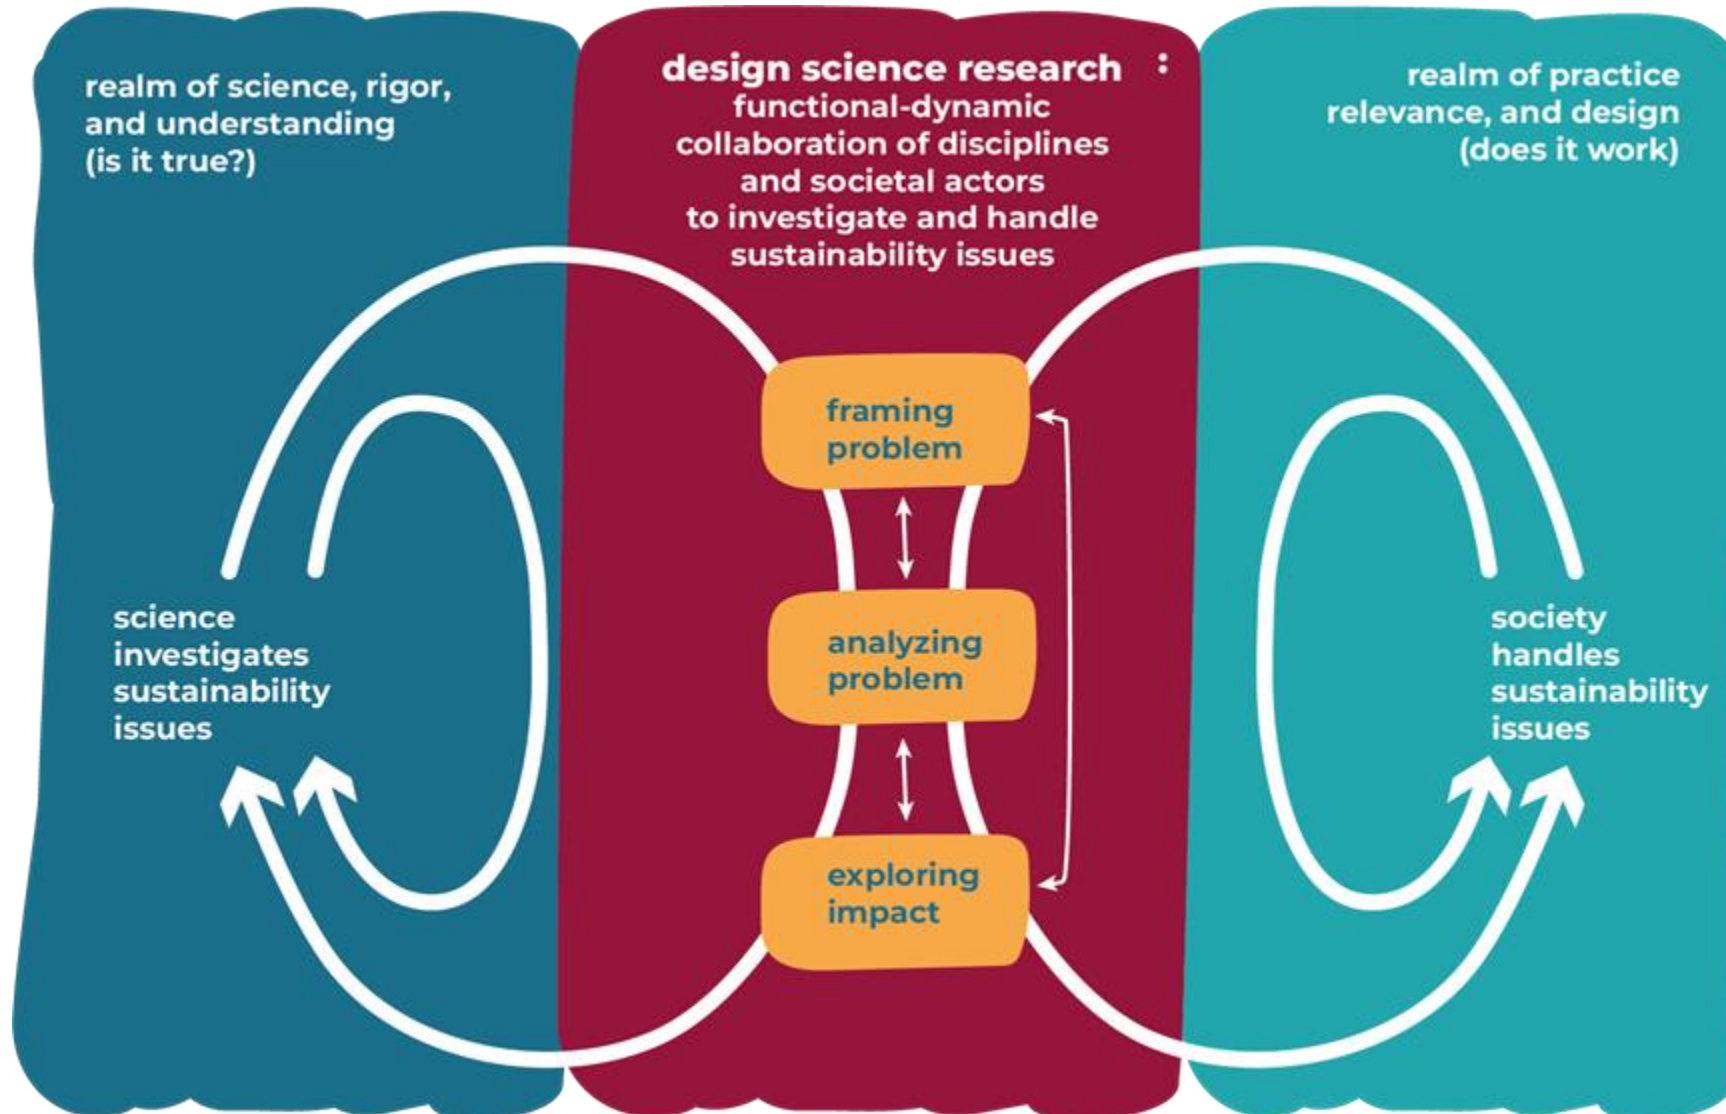 realm of science, rigor,
and understanding
(is it true?)
design science research :
functional-dynamic
collaboration of disciplines
and societal actors
to investigate and handle
sustainability issues
realm of practice
relevance, and design
(does it work)
framing
problem
analyzing
problem
exploring
impact
science
investigates
sustainability
issues
society
handles
sustainability
issues